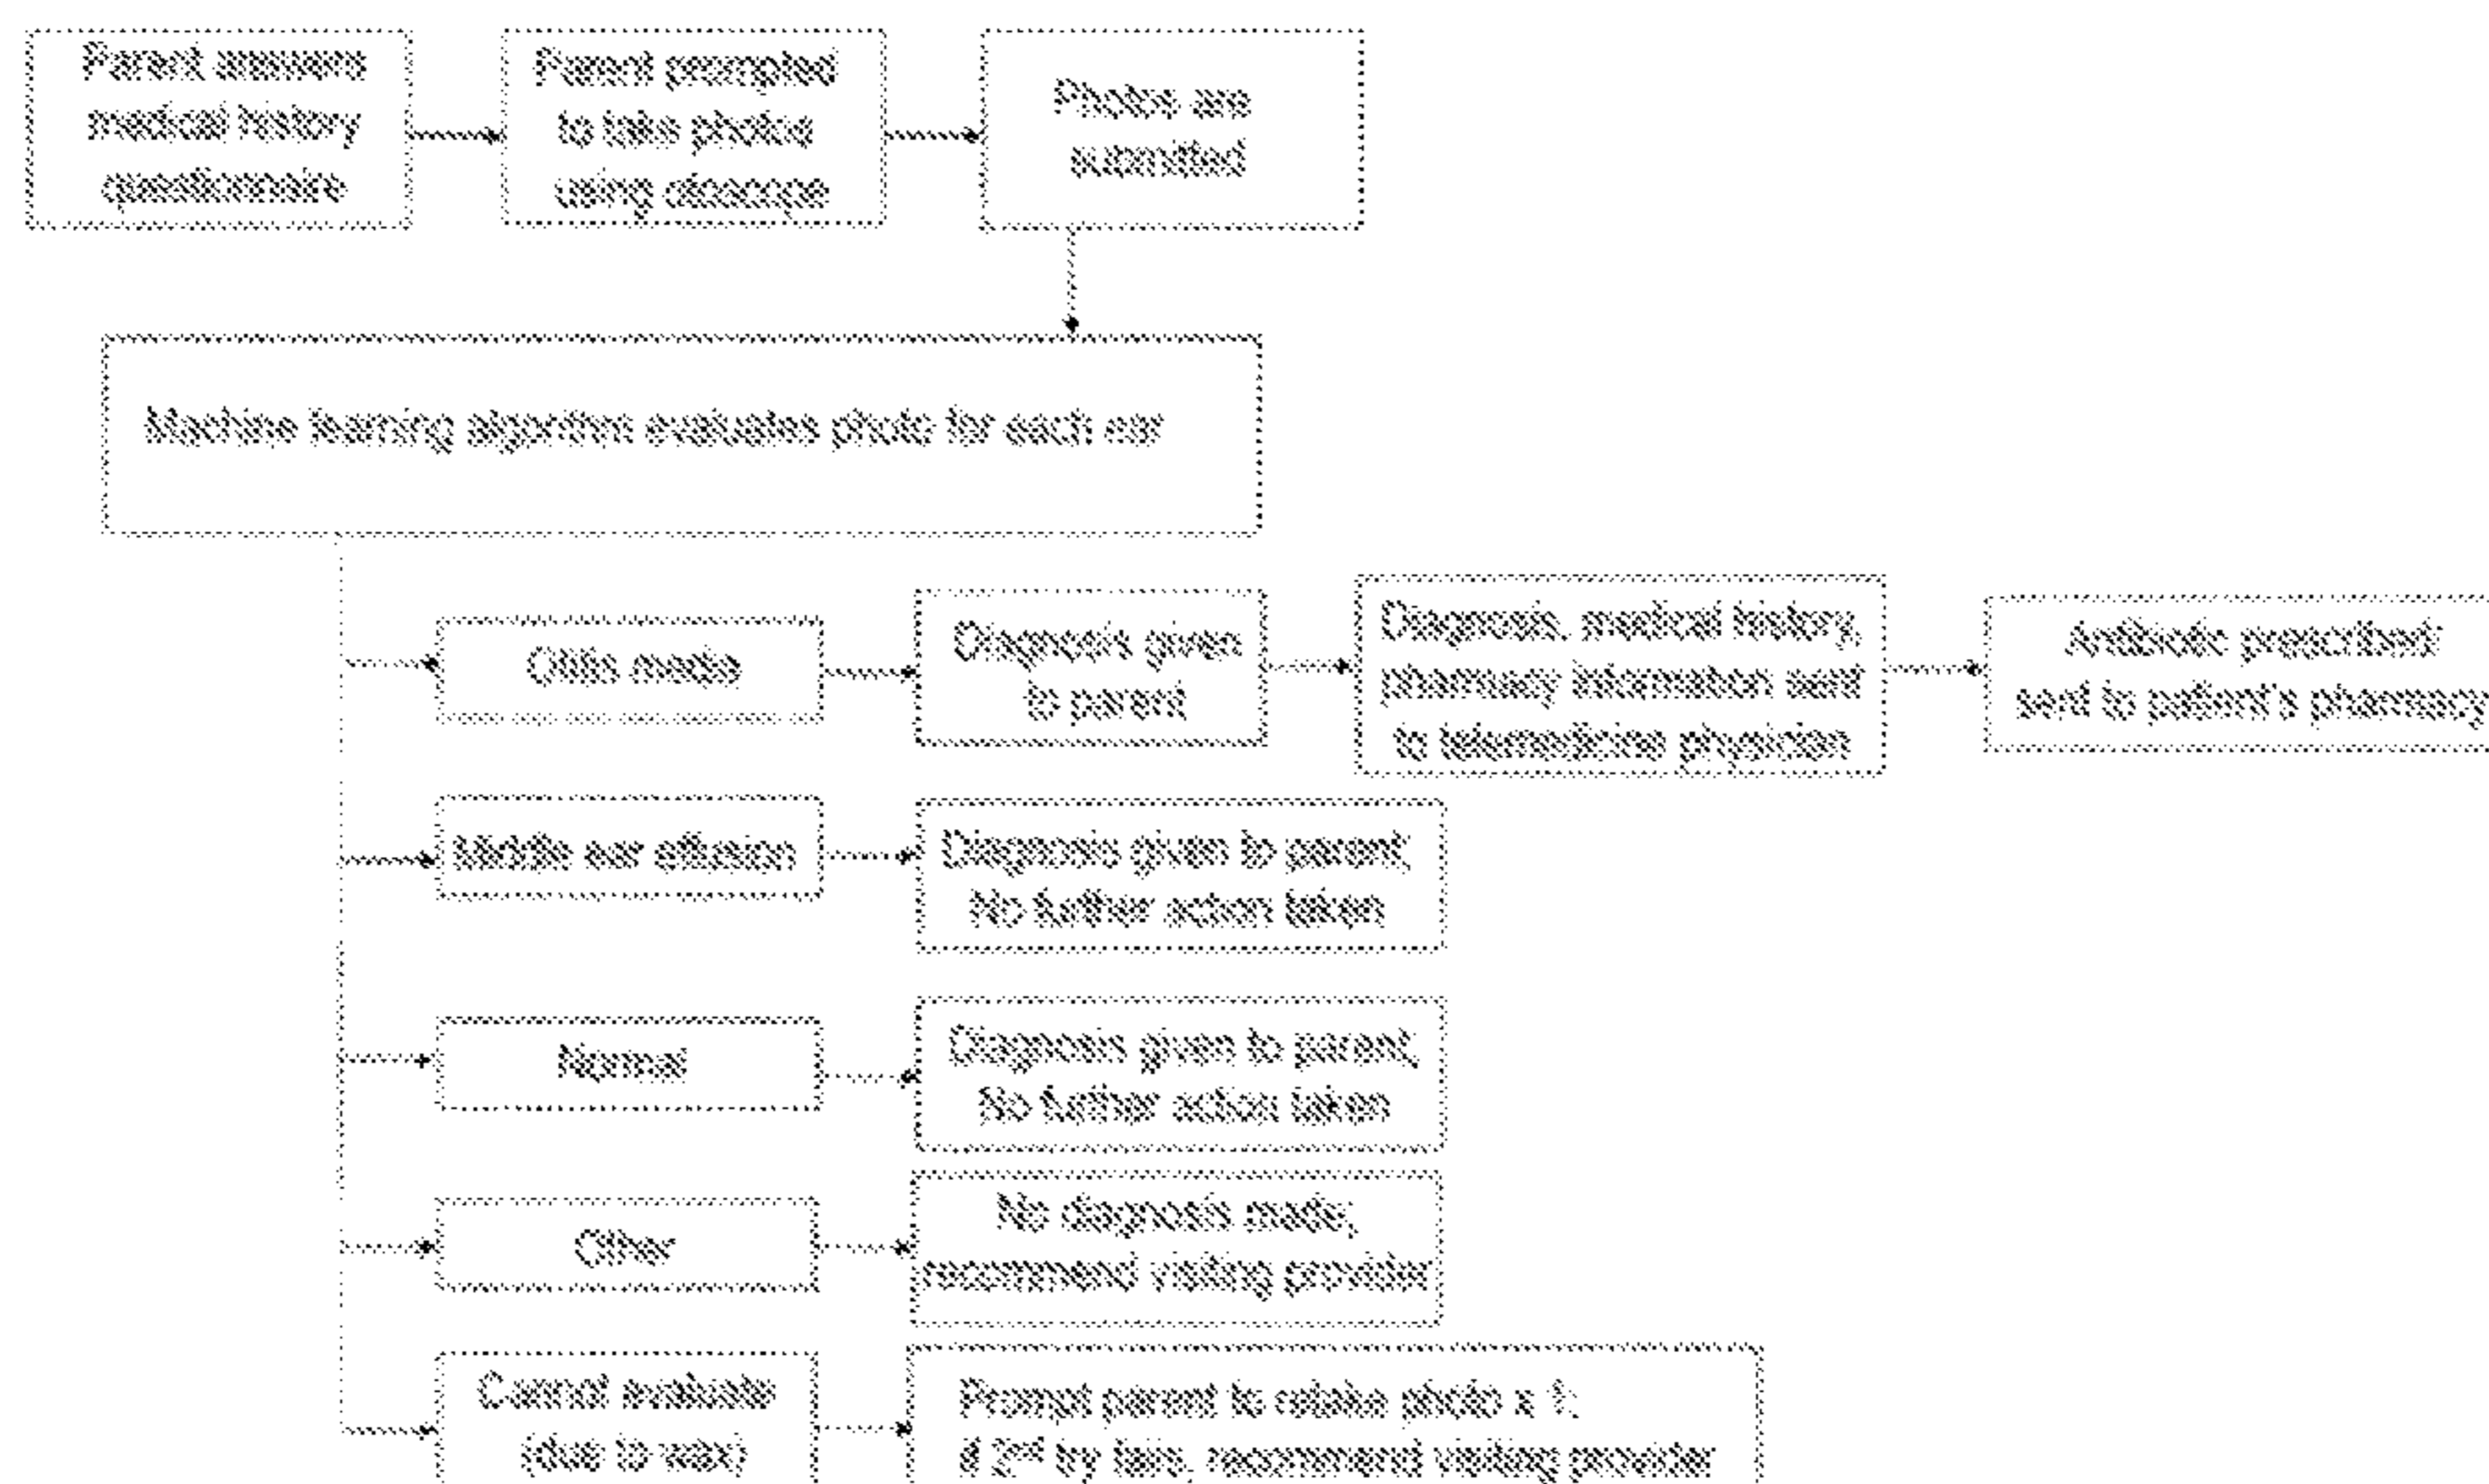 Parent answers
medical history
questionnaire
Parent prompted
to take photos
using otoscope
Photos are
submitted
Machine learning algorithm evaluates photo for each ear
Otitis media
Diagnosis given
to parent
Diagnosis, medical history,
pharmacy information sent
to telemedicine physician
Antibiotic prescribed
sent to patient's pharmacy
Middle ear effusion
Diagnosis given to parent,
No further action taken
Normal
Diagnosis given to parent,
No further action taken
Other
No diagnosis made,
recommend visiting provider
Cannot evaluate
(due to wax)
Prompt parent to retake photo x 1;
if 2nd try fails, recommend visiting provider